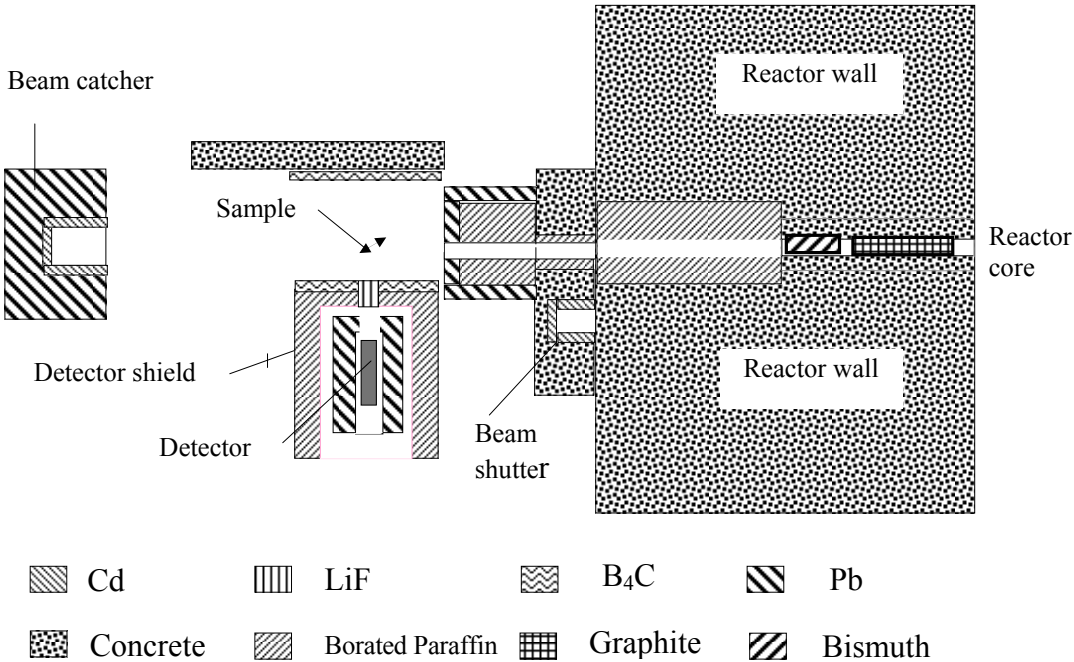 Reactor wall
Beam catcher
Sample
Reactor
core
Detector shield
Reactor wall
Detector
Beam
shutter
Cd
LiF
B₄C
Pb
Concrete
Borated Paraffin
Graphite
Bismuth